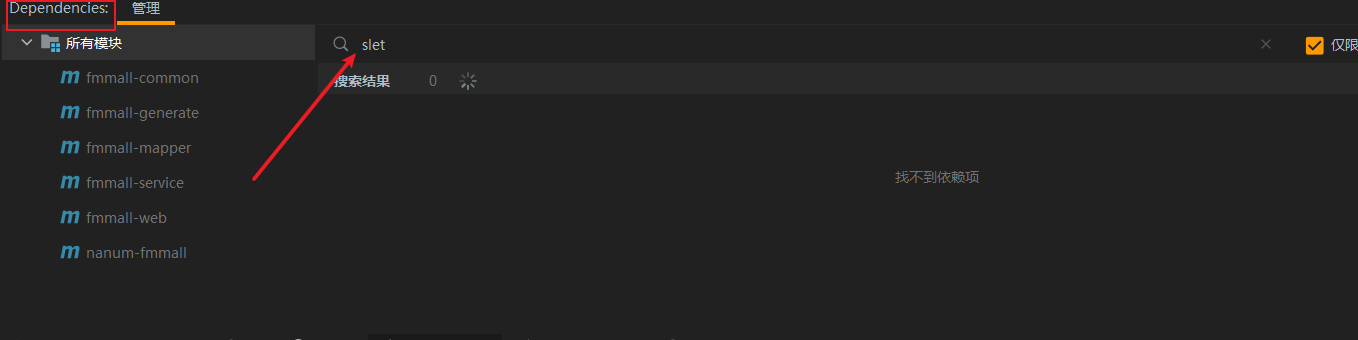 Dependencies: 管理
所有模块
slet
仅限
fmmall-common
搜索结果 0
fmmall-generate
fmmall-mapper
找不到依赖项
fmmall-service
fmmall-web
nanum-fmmall